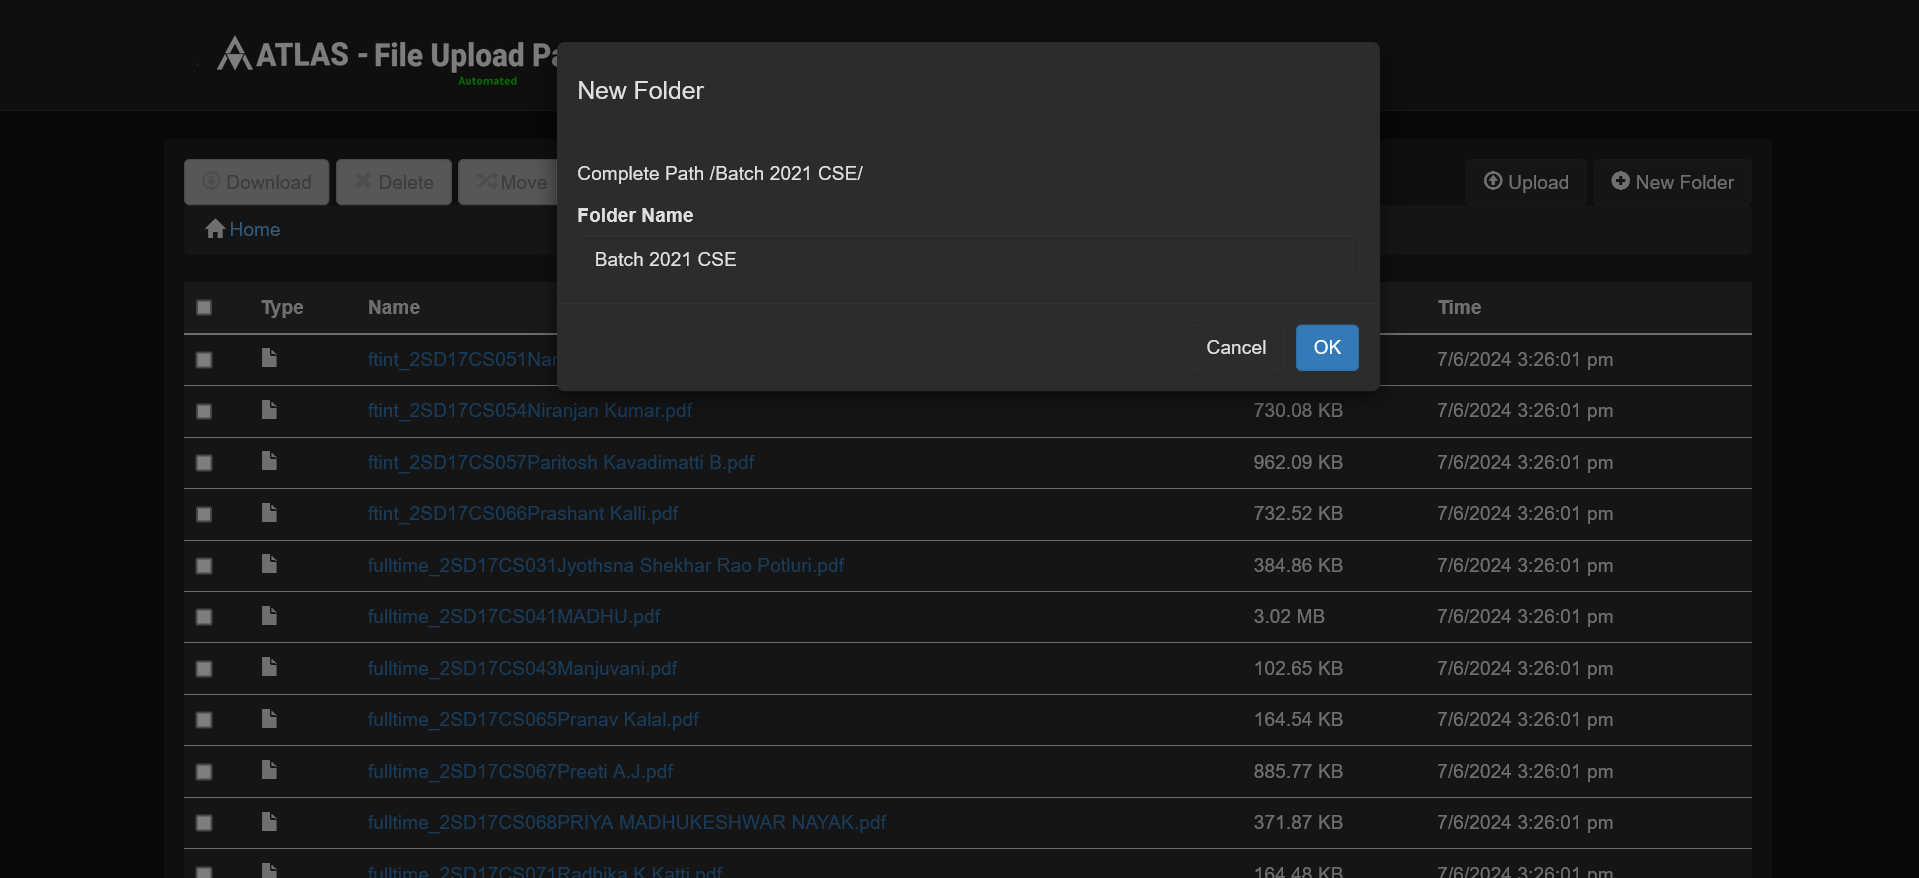 ATLAS - File Upload Pa
Automated
New Folder
Complete Path /Batch 2021 CSE/
Folder Name
Batch 2021 CSE
Cancel OK
Download Delete Move Upload New Folder
Home
Type Name Time
ftint_2SD17CS051Nar 7/6/2024 3:26:01 pm
ftint_2SD17CS054Niranjan Kumar.pdf 730.08 KB 7/6/2024 3:26:01 pm
ftint_2SD17CS057Paritosh Kavadimatti B.pdf 962.09 KB 7/6/2024 3:26:01 pm
ftint_2SD17CS066Prashant Kalli.pdf 732.52 KB 7/6/2024 3:26:01 pm
fulltime_2SD17CS031Jyothsna Shekhar Rao Potluri.pdf 384.86 KB 7/6/2024 3:26:01 pm
fulltime_2SD17CS041MADHU.pdf 3.02 MB 7/6/2024 3:26:01 pm
fulltime_2SD17CS043Manjuvani.pdf 102.65 KB 7/6/2024 3:26:01 pm
fulltime_2SD17CS065Pranav Kalal.pdf 164.54 KB 7/6/2024 3:26:01 pm
fulltime_2SD17CS067Preeti A.J.pdf 885.77 KB 7/6/2024 3:26:01 pm
fulltime_2SD17CS068PRIYA MADHUKESHWAR NAYAK.pdf 371.87 KB 7/6/2024 3:26:01 pm
fulltime_2SD17CS071Radhika K Katti.pdf 164.48 KB 7/6/2024 3:26:01 pm